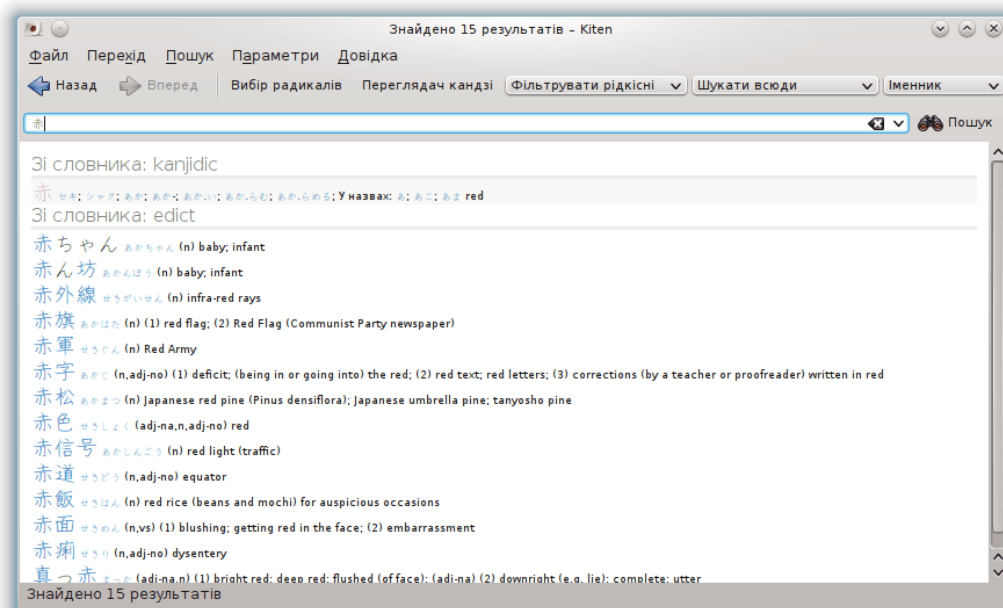 Знайдено 15 результатів – Kiten
Файл Перехід Пошук Параметри Довідка
Назад Вперед Вибір радикалів Переглядач кандзі Фільтрувати рідкісні Шукати всюди Іменник
赤 Пошук
Зі словника: kanjidic
赤 セキ; シャク; あか; あか-; あか.い; あか.らむ; あか.らめる; У назвах: あ; あこ; あま red
Зі словника: edict
赤ちゃん あかちゃん (n) baby; infant
赤ん坊 あかんぼう (n) baby; infant
赤外線 せきがいせん (n) infra-red rays
赤旗 あかはた (n) (1) red flag; (2) Red Flag (Communist Party newspaper)
赤軍 せきぐん (n) Red Army
赤字 あかじ (n,adj-no) (1) deficit; (being in or going into) the red; (2) red text; red letters; (3) corrections (by a teacher or proofreader) written in red
赤松 あかまつ (n) Japanese red pine (Pinus densiflora); Japanese umbrella pine; tanyosho pine
赤色 せきしょく (adj-na,n,adj-no) red
赤信号 あかしんごう (n) red light (traffic)
赤道 せきどう (n,adj-no) equator
赤飯 せきはん (n) red rice (beans and mochi) for auspicious occasions
赤面 せきめん (n,vs) (1) blushing; getting red in the face; (2) embarrassment
赤痢 せきり (n,adj-no) dysentery
真っ赤 まっか (adj-na,n) (1) bright red; deep red; flushed (of face); (adj-na) (2) downright (e.g. lie); complete; utter
Знайдено 15 результатів